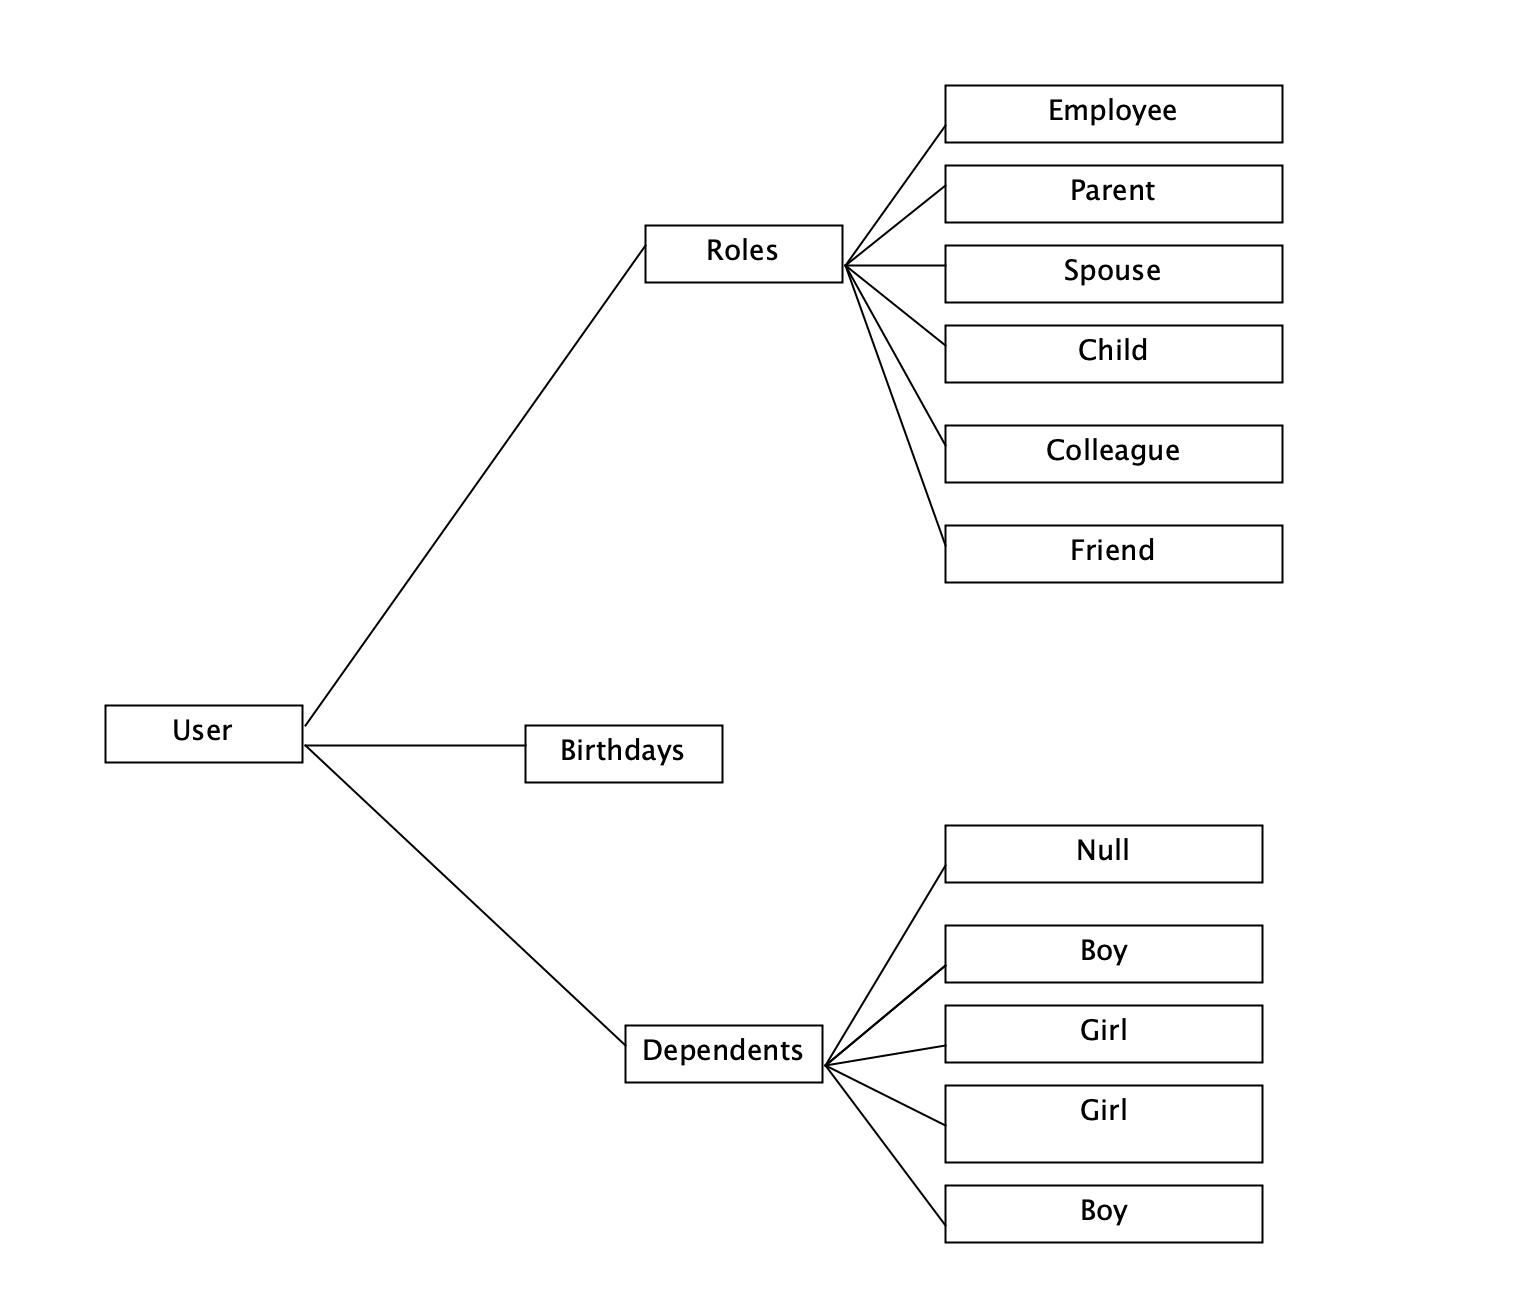 Employee
Parent
Roles
Spouse
Child
Colleague
Friend
User
Birthdays
Null
Boy
Girl
Dependents
Girl
Boy